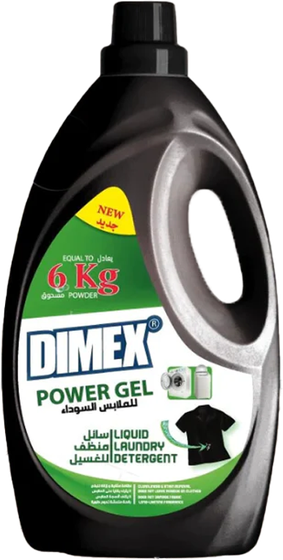 NEW
جديد
EQUAL TO يعادل
6 Kg
POWDER مسحوق
DIMEX®
POWER GEL
للملابس السوداء
سائل LIQUID
منظف LAUNDRY
للغسيل DETERGENT